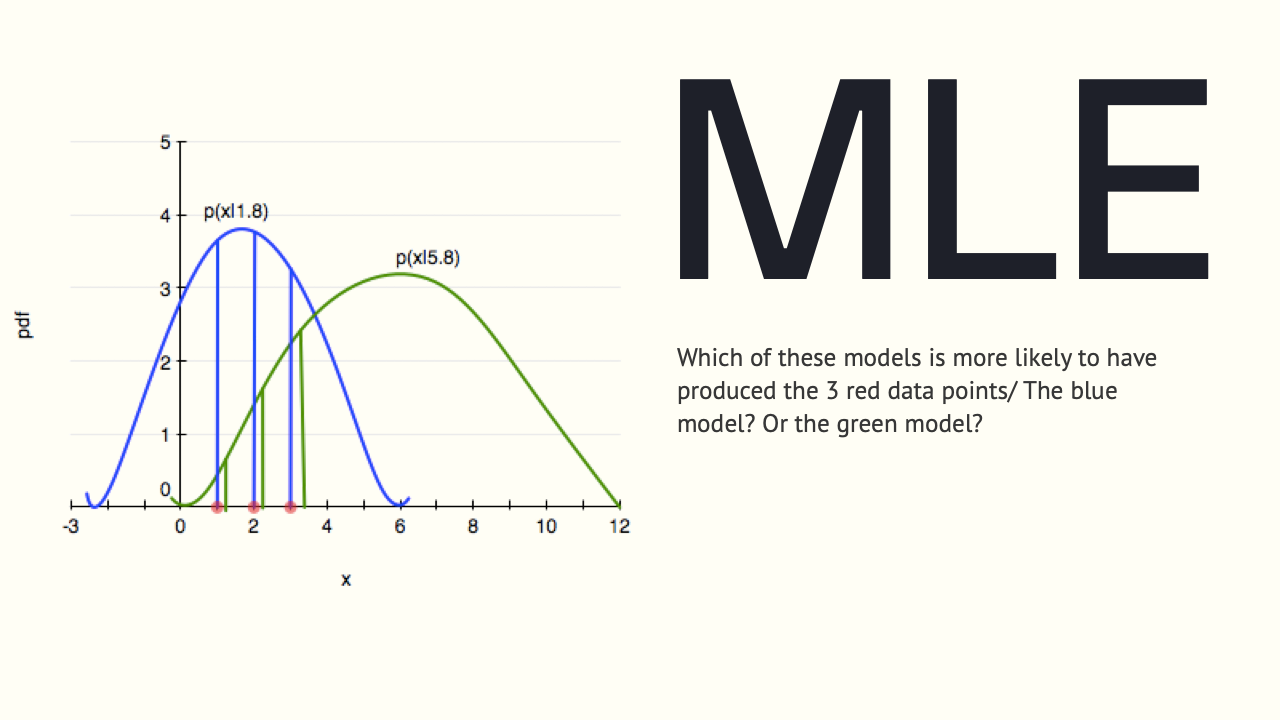 MLE
Which of these models is more likely to have
produced the 3 red data points/ The blue
model? Or the green model?
5
4
3
2
1
0
p(x|1.8)
p(x|5.8)
pdf
-3 0 2 4 6 8 10 12
x